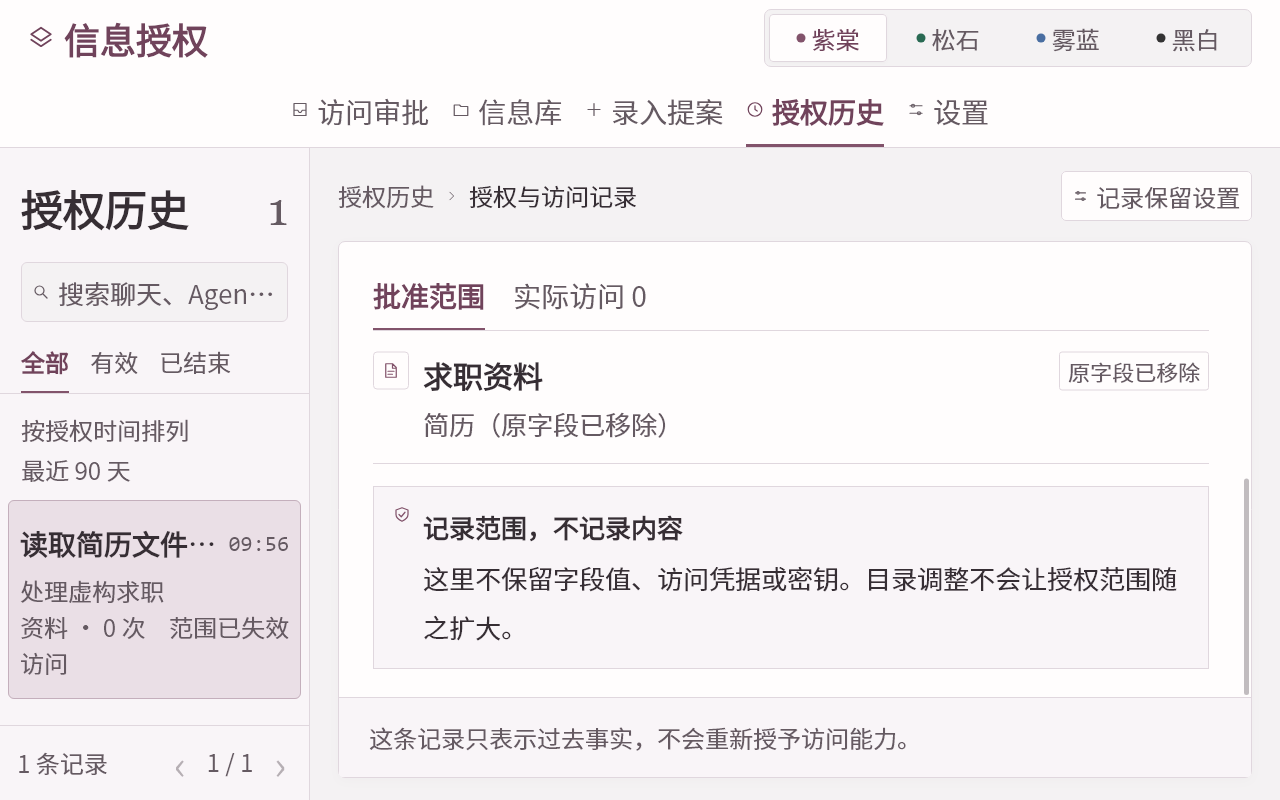 信息授权
紫棠
松石
雾蓝
黑白
访问审批
信息库
录入提案
授权历史
设置
授权历史
1
搜索聊天、Agen…
全部
有效
已结束
按授权时间排列
最近 90 天
读取简历文件…
09:56
处理虚构求职
资料 · 0 次
访问
范围已失效
1 条记录
1 / 1
授权历史 › 授权与访问记录
记录保留设置
批准范围
实际访问 0
求职资料
原字段已移除
简历（原字段已移除）
记录范围，不记录内容
这里不保留字段值、访问凭据或密钥。目录调整不会让授权范围随
之扩大。
这条记录只表示过去事实，不会重新授予访问能力。